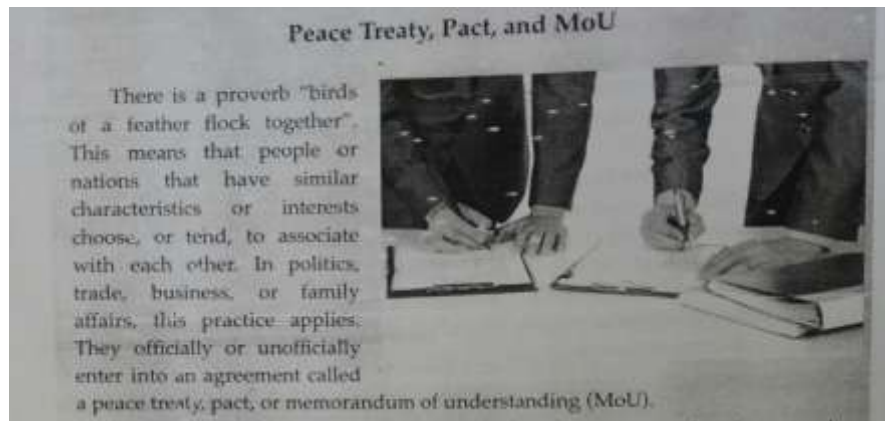 Peace Treaty, Pact, and MoU
There is a proverb "birds
of a feather flock together".
This means that people or
nations that have similar
characteristics or interests
choose, or tend, to associate
with each other. In politics,
trade, business, or family
affairs, this practice applies.
They officially or unofficially
enter into an agreement called
a peace treaty, pact, or memorandum of understanding (MoU).